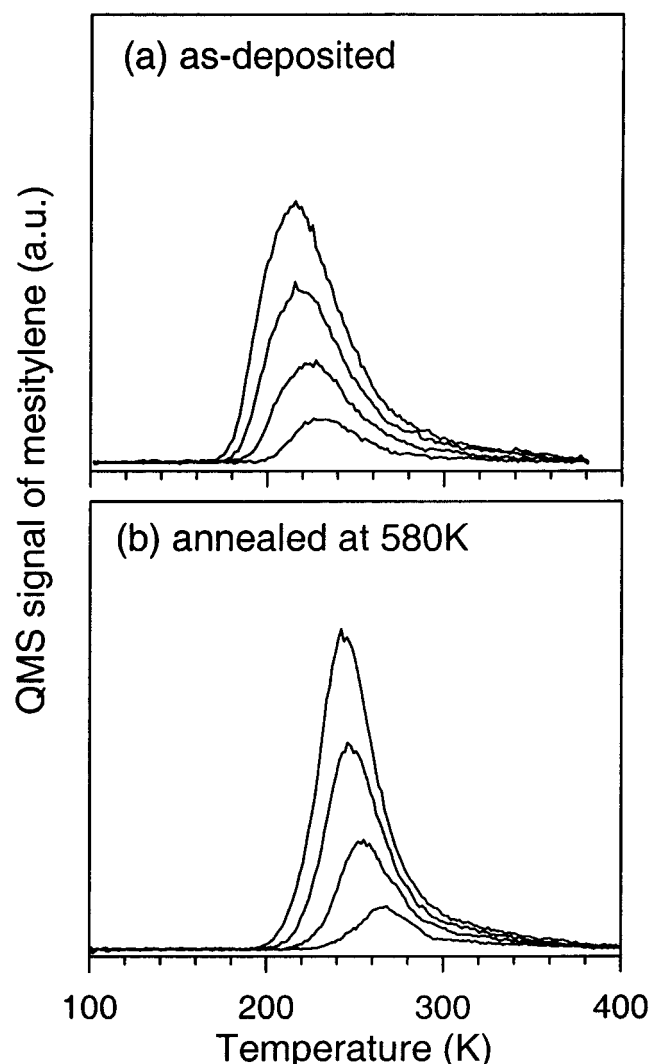 (a) as-deposited
QMS signal of mesitylene (a.u.)
(b) annealed at 580K
100 200 300 400
Temperature (K)